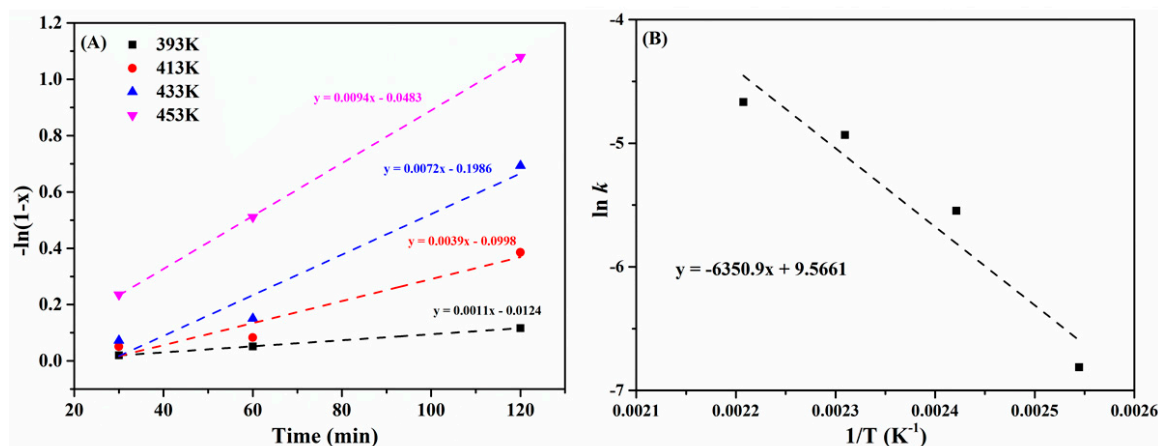 (A)
393K
413K
433K
453K
y = 0.0094x - 0.0483
y = 0.0072x - 0.1986
y = 0.0039x - 0.0998
y = 0.0011x - 0.0124
1.2
1.0
0.8
0.6
0.4
0.2
0.0
-ln(1-x)
20
40
60
80
100
120
Time (min)
(B)
y = -6350.9x + 9.5661
-4
-5
-6
-7
ln k
0.0021
0.0022
0.0023
0.0024
0.0025
0.0026
1/T (K⁻¹)